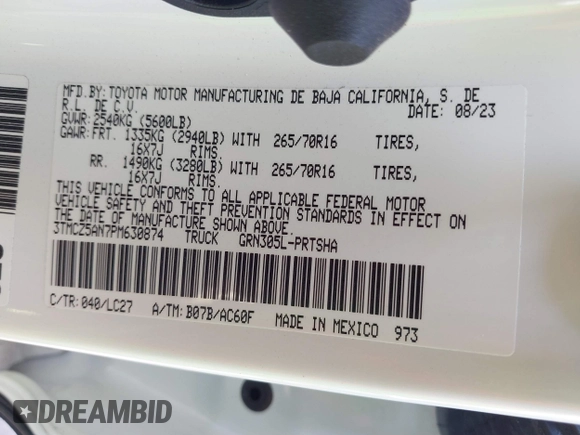 MFD.BY: TOYOTA MOTOR MANUFACTURING DE BAJA CALIFORNIA, S. DE
R.L. DE C.V. DATE: 08/23
GVWR: 2540KG (5600LB)
GAWR: FRT. 1335KG (2940LB) WITH 265/70R16 TIRES,
16X7J RIMS.
RR. 1490KG (3280LB) WITH 265/70R16 TIRES,
16X7J RIMS.
THIS VEHICLE CONFORMS TO ALL APPLICABLE FEDERAL MOTOR
VEHICLE SAFETY AND THEFT PREVENTION STANDARDS IN EFFECT ON
THE DATE OF MANUFACTURE SHOWN ABOVE.
3TMCZ5AN7PM630874 TRUCK GRN305L-PRTSHA
C/TR: 040/LC27 A/TM: B07B/AC60F MADE IN MEXICO 973
DREAMBID